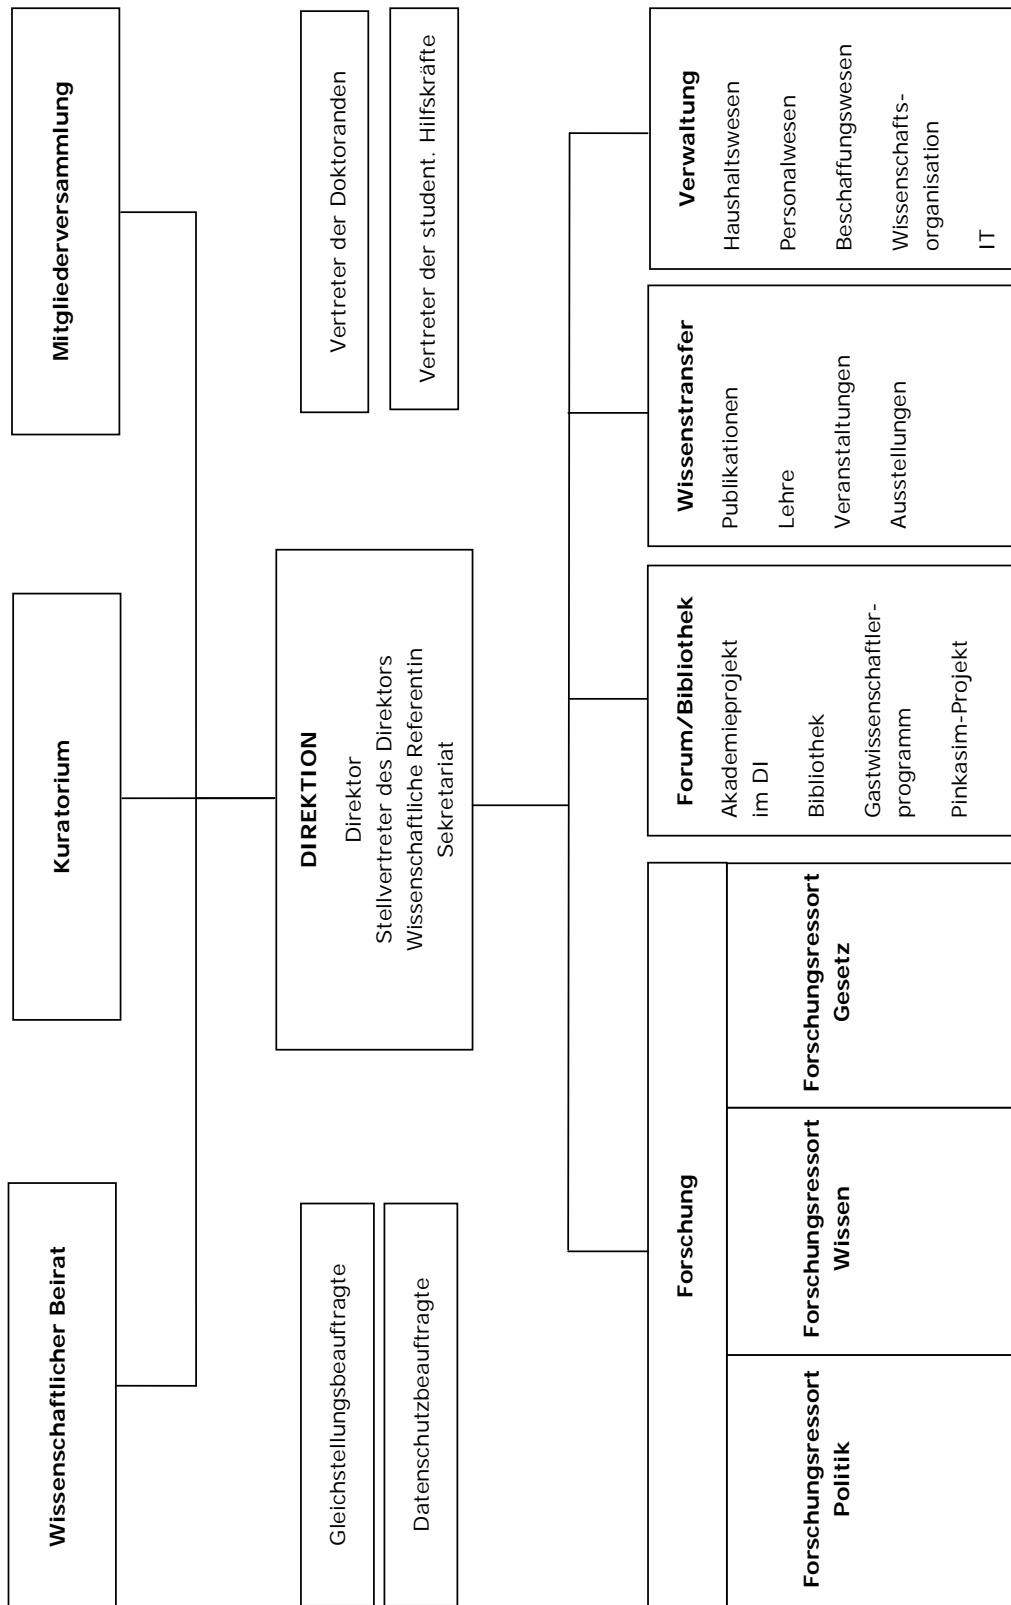 Wissenschaftlicher Beirat
Kuratorium
Mitgliederversammlung
Gleichstellungsbeauftragte
Datenschutzbeauftragte
DIREKTION
Direktor
Stellvertreter des Direktors
Wissenschaftliche Referentin
Sekretariat
Vertreter der Doktoranden
Vertreter der student. Hilfskräfte
Forschung
Forschungsressort
Politik
Forschungsressort
Wissen
Forschungsressort
Gesetz
Forum/Bibliothek
Akademieprojekt
im DI
Bibliothek
Gastwissenschaftler-
programm
Pinkasim-Projekt
Wissenstransfer
Publikationen
Lehre
Veranstaltungen
Ausstellungen
Verwaltung
Haushaltswesen
Personalwesen
Beschaffungswesen
Wissenschafts-
organisation
IT